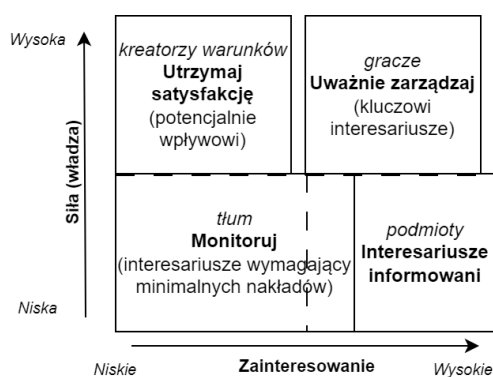 Wysoka
Siła (władza)
Niska
kreatorzy warunków
Utrzymaj
satysfakcję
(potencjalnie
wpływowi)
gracze
Uważnie zarządzaj
(kluczowi
interesariusze)
tłum
Monitoruj
(interesariusze wymagający
minimalnych nakładów)
podmioty
Interesariusze
informowani
Niskie
Zainteresowanie
Wysokie